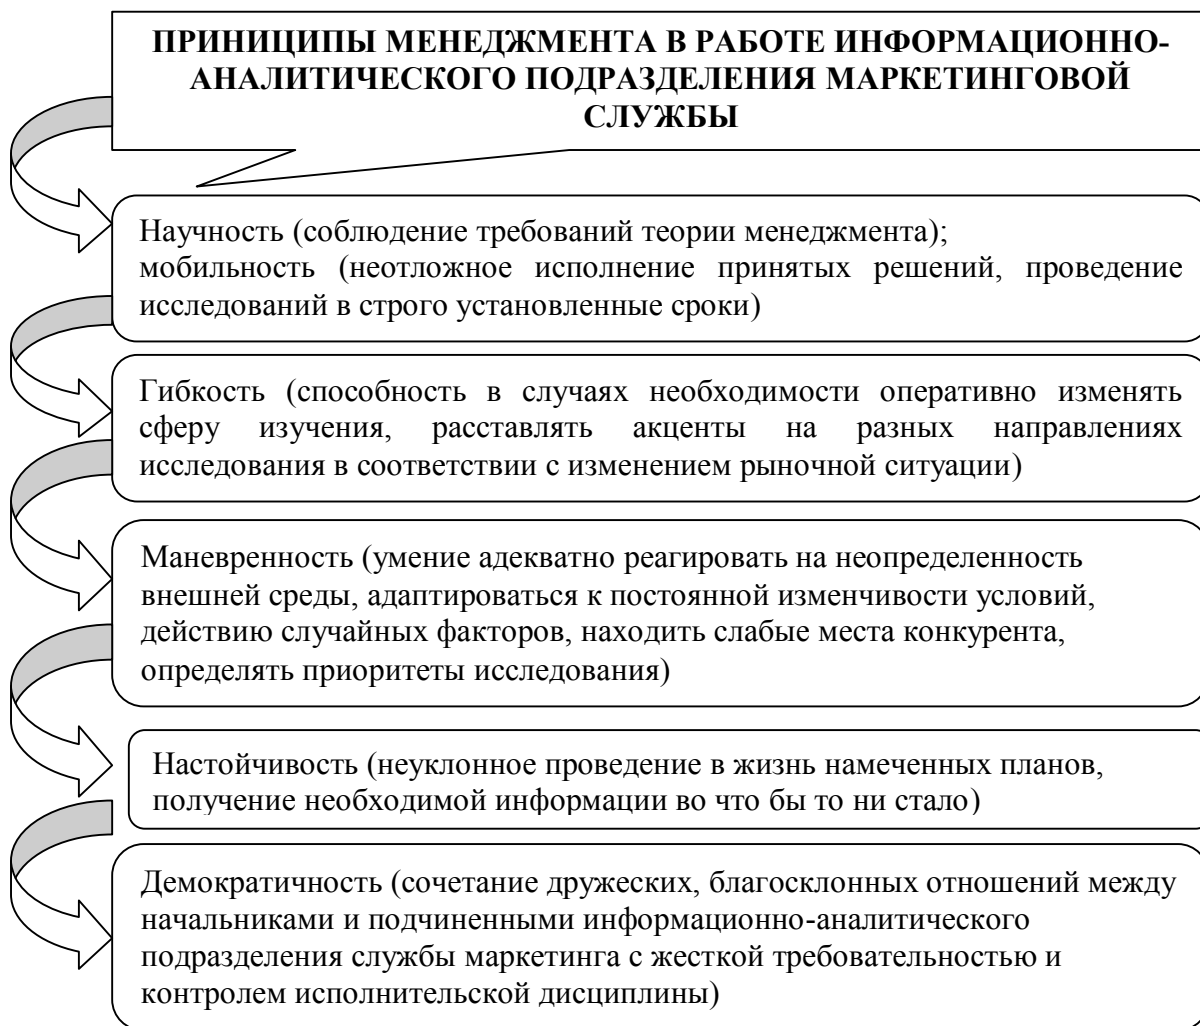 ПРИНИЦИПЫ МЕНЕДЖМЕНТА В РАБОТЕ ИНФОРМАЦИОННО-
АНАЛИТИЧЕСКОГО ПОДРАЗДЕЛЕНИЯ МАРКЕТИНГОВОЙ
СЛУЖБЫ
Научность (соблюдение требований теории менеджмента);
мобильность (неотложное исполнение принятых решений, проведение
исследований в строго установленные сроки)
Гибкость (способность в случаях необходимости оперативно изменять
сферу изучения, расставлять акценты на разных направлениях
исследования в соответствии с изменением рыночной ситуации)
Маневренность (умение адекватно реагировать на неопределенность
внешней среды, адаптироваться к постоянной изменчивости условий,
действию случайных факторов, находить слабые места конкурента,
определять приоритеты исследования)
Настойчивость (неуклонное проведение в жизнь намеченных планов,
получение необходимой информации во что бы то ни стало)
Демократичность (сочетание дружеских, благосклонных отношений между
начальниками и подчиненными информационно-аналитического
подразделения службы маркетинга с жесткой требовательностью и
контролем исполнительской дисциплины)